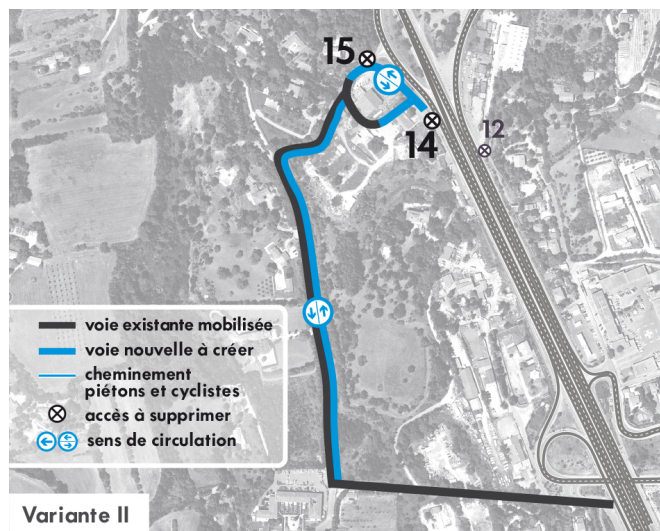 15
14
12
voie existante mobilisée
voie nouvelle à créer
cheminement
piétons et cyclistes
accès à supprimer
sens de circulation
Variante II